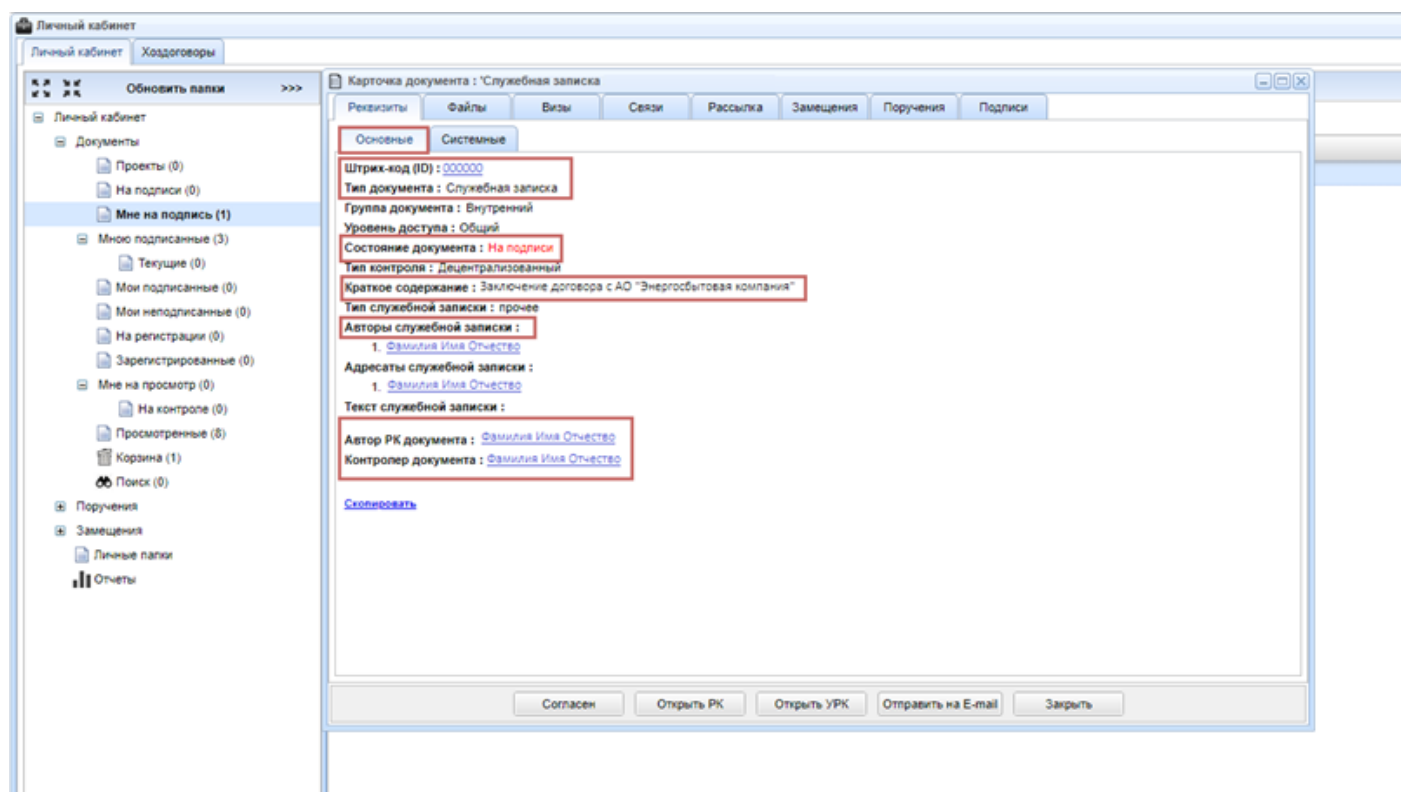 Личный кабинет
Личный кабинет Хоздоговоры
Обновить папки >>>
Личный кабинет
Документы
Проекты (0)
На подписи (0)
Мне на подпись (1)
Мною подписанные (3)
Текущие (0)
Мои подписанные (0)
Мои неподписанные (0)
На регистрации (0)
Зарегистрированные (0)
Мне на просмотр (0)
На контроле (0)
Просмотренные (8)
Корзина (1)
Поиск (0)
Поручения
Замещения
Личные папки
Отчеты
Карточка документа : 'Служебная записка
Реквизиты Файлы Визы Связи Рассылка Замещения Поручения Подписи
Основные Системные
Штрих-код (ID) : 000000
Тип документа : Служебная записка
Группа документа : Внутренний
Уровень доступа : Общий
Состояние документа : На подписи
Тип контроля : Децентрализованный
Краткое содержание : Заключение договора с АО "Энергосбытовая компания"
Тип служебной записки : прочее
Авторы служебной записки :
1. Фамилия Имя Отчество
Адресаты служебной записки :
1. Фамилия Имя Отчество
Текст служебной записки :
Автор РК документа : Фамилия Имя Отчество
Контролер документа : Фамилия Имя Отчество
Скопировать
Согласен Открыть РК Открыть УРК Отправить на E-mail Закрыть